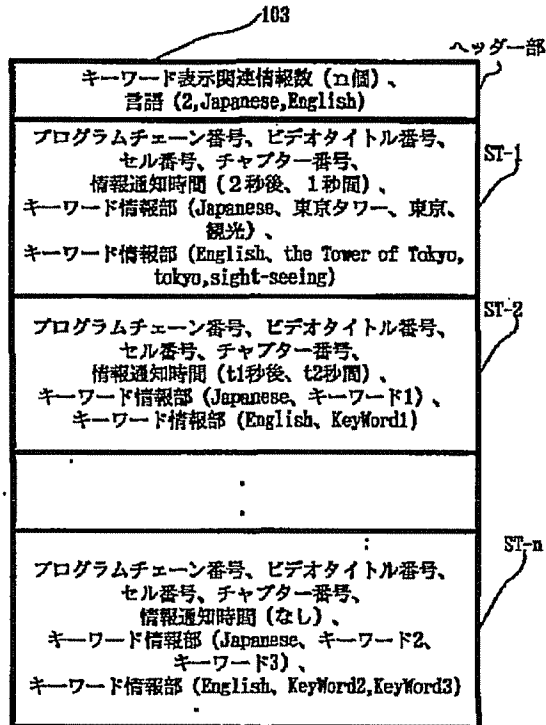 103
ヘッダー部
キーワード表示関連情報数（n個）、
言語（2,Japanese,English）
プログラムチェーン番号、ビデオタイトル番号、
セル番号、チャプター番号、
情報通知時間（2秒後、1秒間）、
キーワード情報部（Japanese、東京タワー、東京、
観光）、
キーワード情報部（English、the Tower of Tokyo,
tokyo,sight-seeing）
ST-1
プログラムチェーン番号、ビデオタイトル番号、
セル番号、チャプター番号、
情報通知時間（t1秒後、t2秒間）、
キーワード情報部（Japanese、キーワード1）、
キーワード情報部（English、KeyWord1）
ST-2
プログラムチェーン番号、ビデオタイトル番号、
セル番号、チャプター番号、
情報通知時間（なし）、
キーワード情報部（Japanese、キーワード2、
キーワード3）、
キーワード情報部（English、KeyWord2,KeyWord3）
ST-n